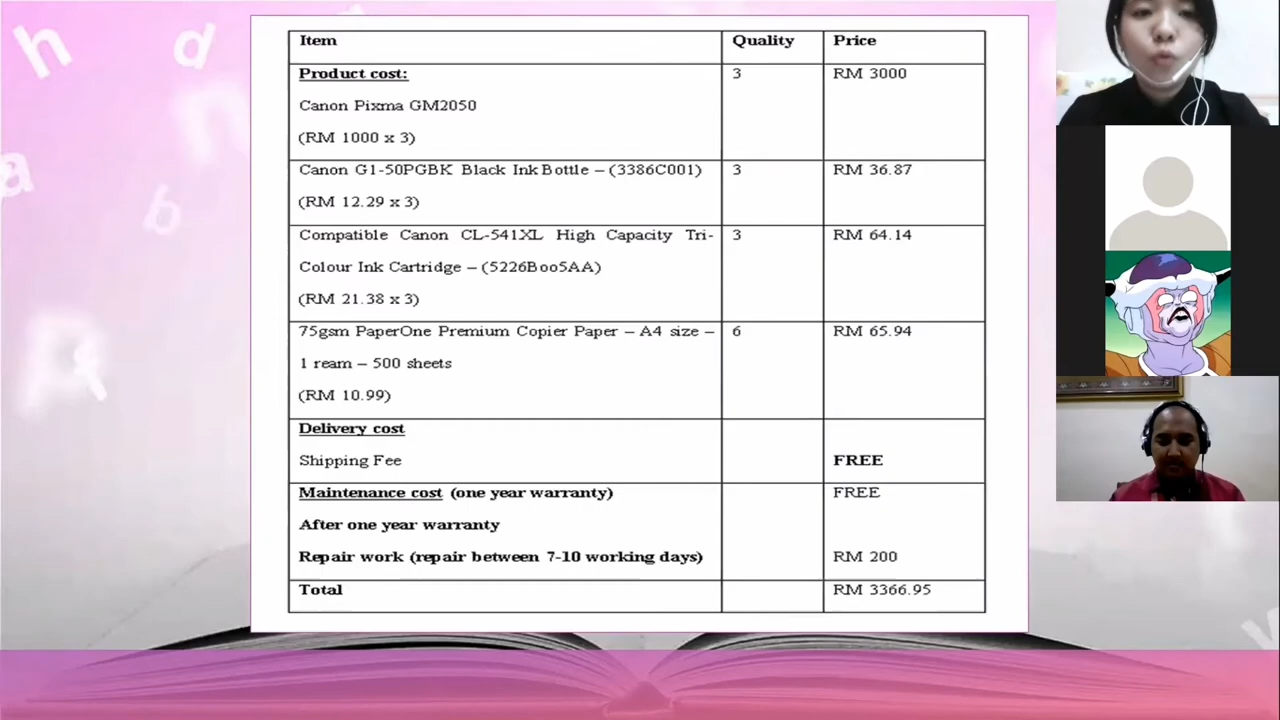 Item Quality Price
Product cost: 3 RM 3000
Canon Pixma GM2050
(RM 1000 x 3)
Canon G1-50PGBK Black Ink Bottle – (3386C001) 3 RM 36.87
(RM 12.29 x 3)
Compatible Canon CL-541XL High Capacity Tri- 3 RM 64.14
Colour Ink Cartridge – (5226Boo5AA)
(RM 21.38 x 3)
75gsm PaperOne Premium Copier Paper – A4 size – 6 RM 65.94
1 ream – 500 sheets
(RM 10.99)
Delivery cost
Shipping Fee FREE
Maintenance cost (one year warranty) FREE
After one year warranty
Repair work (repair between 7-10 working days) RM 200
Total RM 3366.95